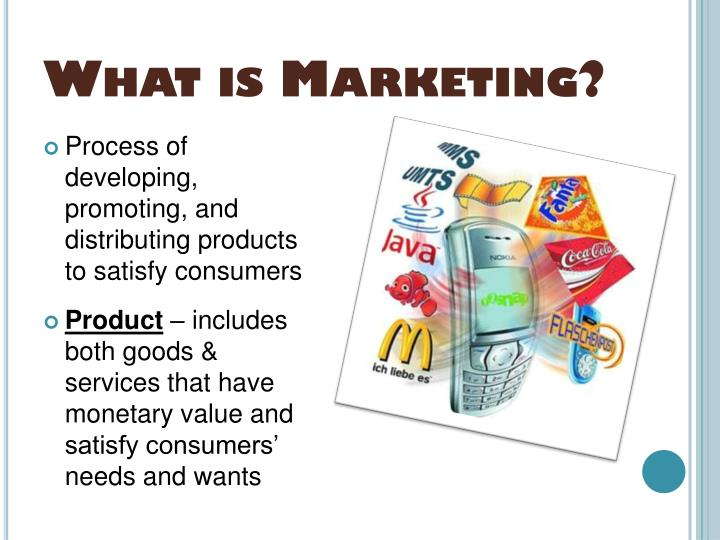 What is Marketing?
Process of
developing,
promoting, and
distributing products
to satisfy consumers
Product – includes
both goods &
services that have
monetary value and
satisfy consumers’
needs and wants
MMS
UMTS
Java
Fanta
Coca-Cola
NOKIA
gosnap
FLASCHENPOST
ich liebe es